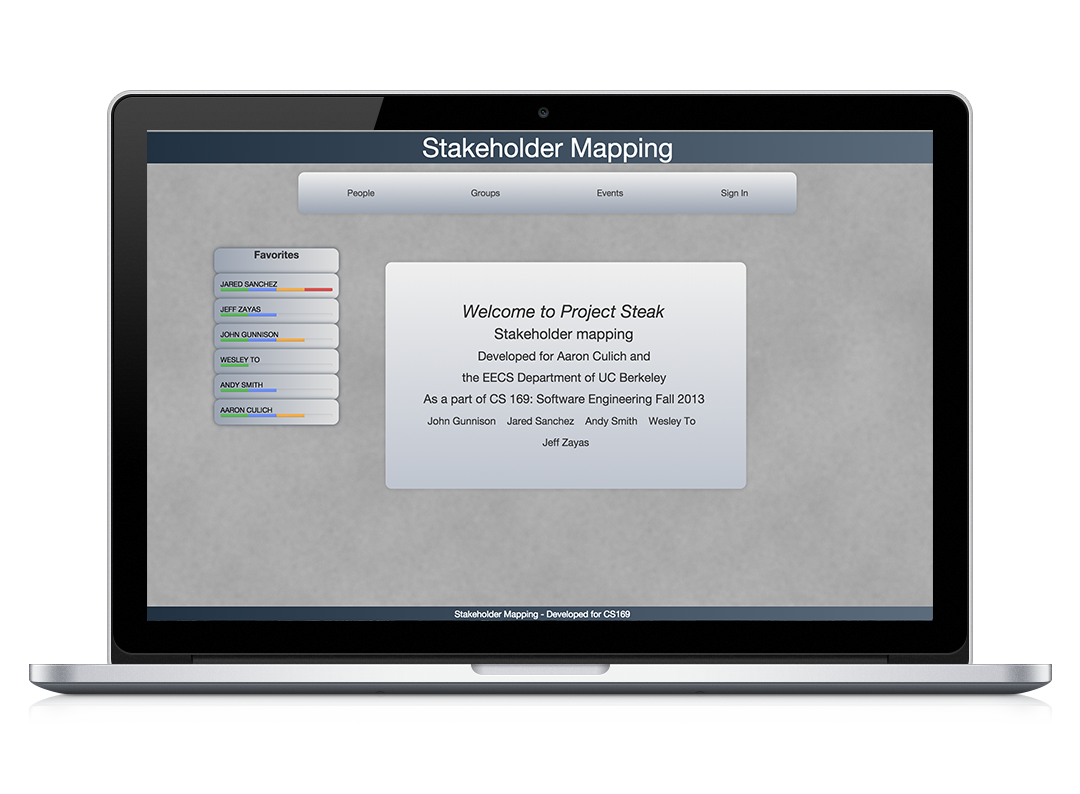 Stakeholder Mapping
People Groups Events Sign In
Favorites
JARED SANCHEZ
JEFF ZAYAS
JOHN GUNNISON
WESLEY TO
ANDY SMITH
AARON CULICH
Welcome to Project Steak
Stakeholder mapping
Developed for Aaron Culich and
the EECS Department of UC Berkeley
As a part of CS 169: Software Engineering Fall 2013
John Gunnison Jared Sanchez Andy Smith Wesley To
Jeff Zayas
Stakeholder Mapping - Developed for CS169